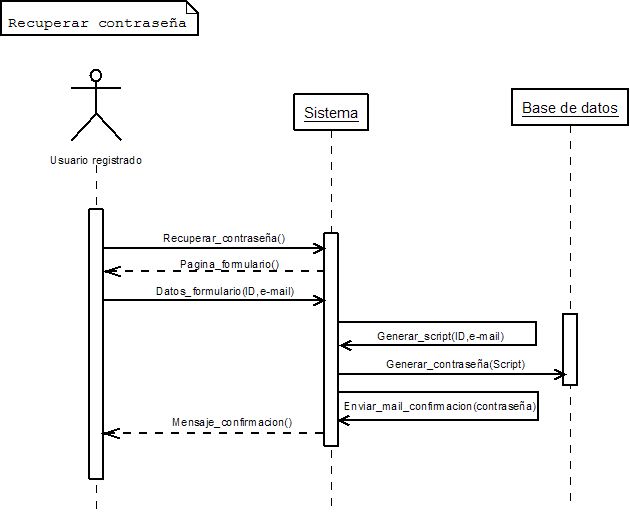 Recuperar contraseña
Usuario registrado
Sistema
Base de datos
Recuperar_contraseña()
Pagina_formulario()
Datos_formulario(ID,e-mail)
Generar_script(ID,e-mail)
Generar_contraseña(Script)
Enviar_mail_confirmacion(contraseña)
Mensaje_confirmacion()